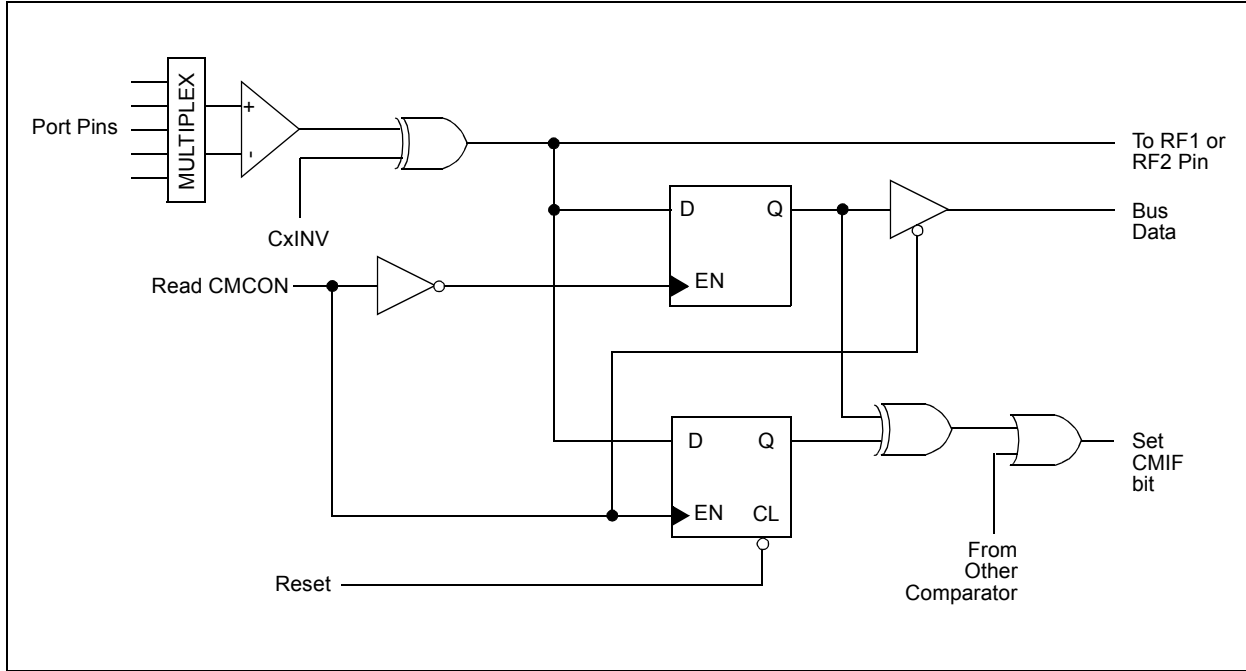 MULTIPLEX
+
-
Port Pins
CxINV
To RF1 or
RF2 Pin
D
Q
EN
Bus
Data
Read CMCON
D
Q
EN
CL
Set
CMIF
bit
From
Other
Comparator
Reset